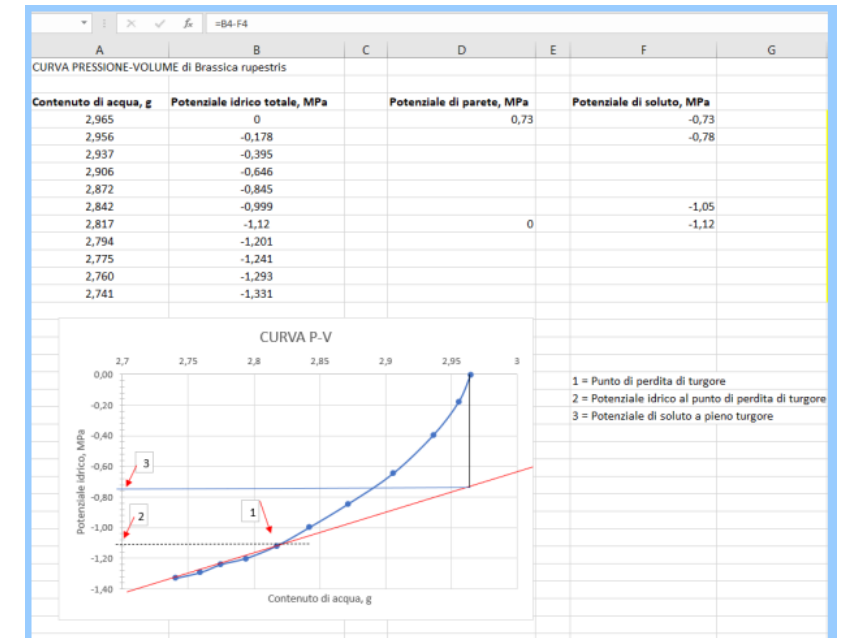 fx =B4-F4
A B C D E F G
CURVA PRESSIONE-VOLUME di Brassica rupestris
Contenuto di acqua, g Potenziale idrico totale, MPa Potenziale di parete, MPa Potenziale di soluto, MPa
2,965 0 0,73 -0,73
2,956 -0,178 -0,78
2,937 -0,395
2,906 -0,646
2,872 -0,845
2,842 -0,999 -1,05
2,817 -1,12 0 -1,12
2,794 -1,201
2,775 -1,241
2,760 -1,293
2,741 -1,331
CURVA P-V
2,7 2,75 2,8 2,85 2,9 2,95 3
0,00
-0,20
-0,40
-0,60
-0,80
-1,00
-1,20
-1,40
Potenziale idrico, MPa
3
2
1
Contenuto di acqua, g
1 = Punto di perdita di turgore
2 = Potenziale idrico al punto di perdita di turgore
3 = Potenziale di soluto a pieno turgore